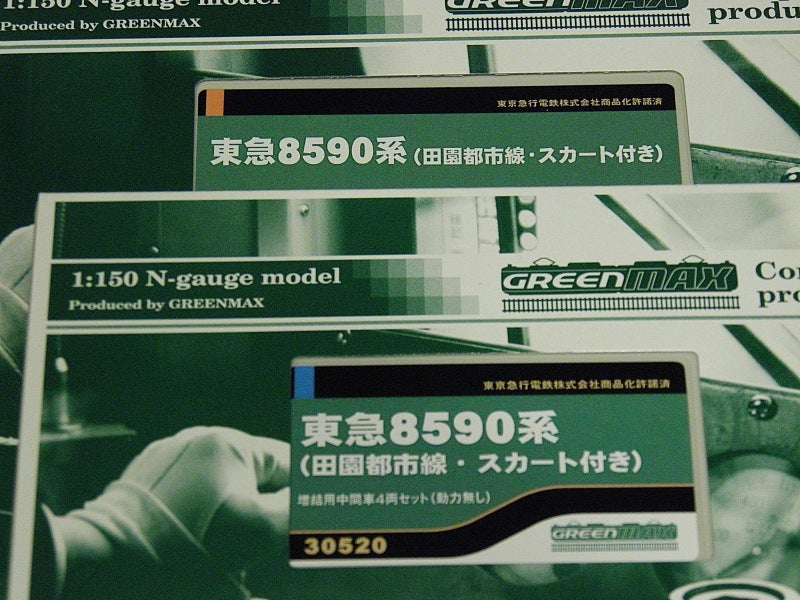 1:150 N-gauge model
Produced by GREENMAX
GREENMAX
東京急行電鉄株式会社商品化許諾済
東急8590系(田園都市線・スカート付き)
1:150 N-gauge model
Produced by GREENMAX
GREENMAX
東京急行電鉄株式会社商品化許諾済
東急8590系
(田園都市線・スカート付き)
増結用中間車4両セット(動力無し)
30520
GREENMAX